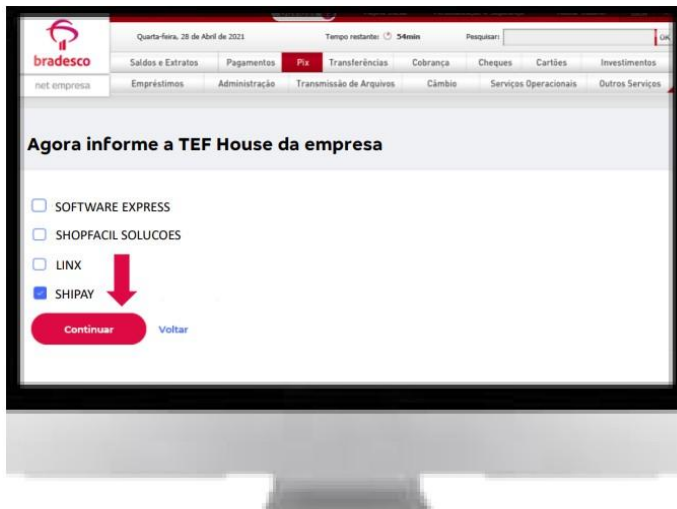 Quarta-feira, 28 de Abril de 2021 Tempo restante: 54min Pesquisar: OK
bradesco
Saldos e Extratos Pagamentos Pix Transferências Cobrança Cheques Cartões Investimentos
net empresa
Empréstimos Administração Transmissão de Arquivos Câmbio Serviços Operacionais Outros Serviços
Agora informe a TEF House da empresa
SOFTWARE EXPRESS
SHOPFACIL SOLUCOES
LINX
SHIPAY
Continuar Voltar